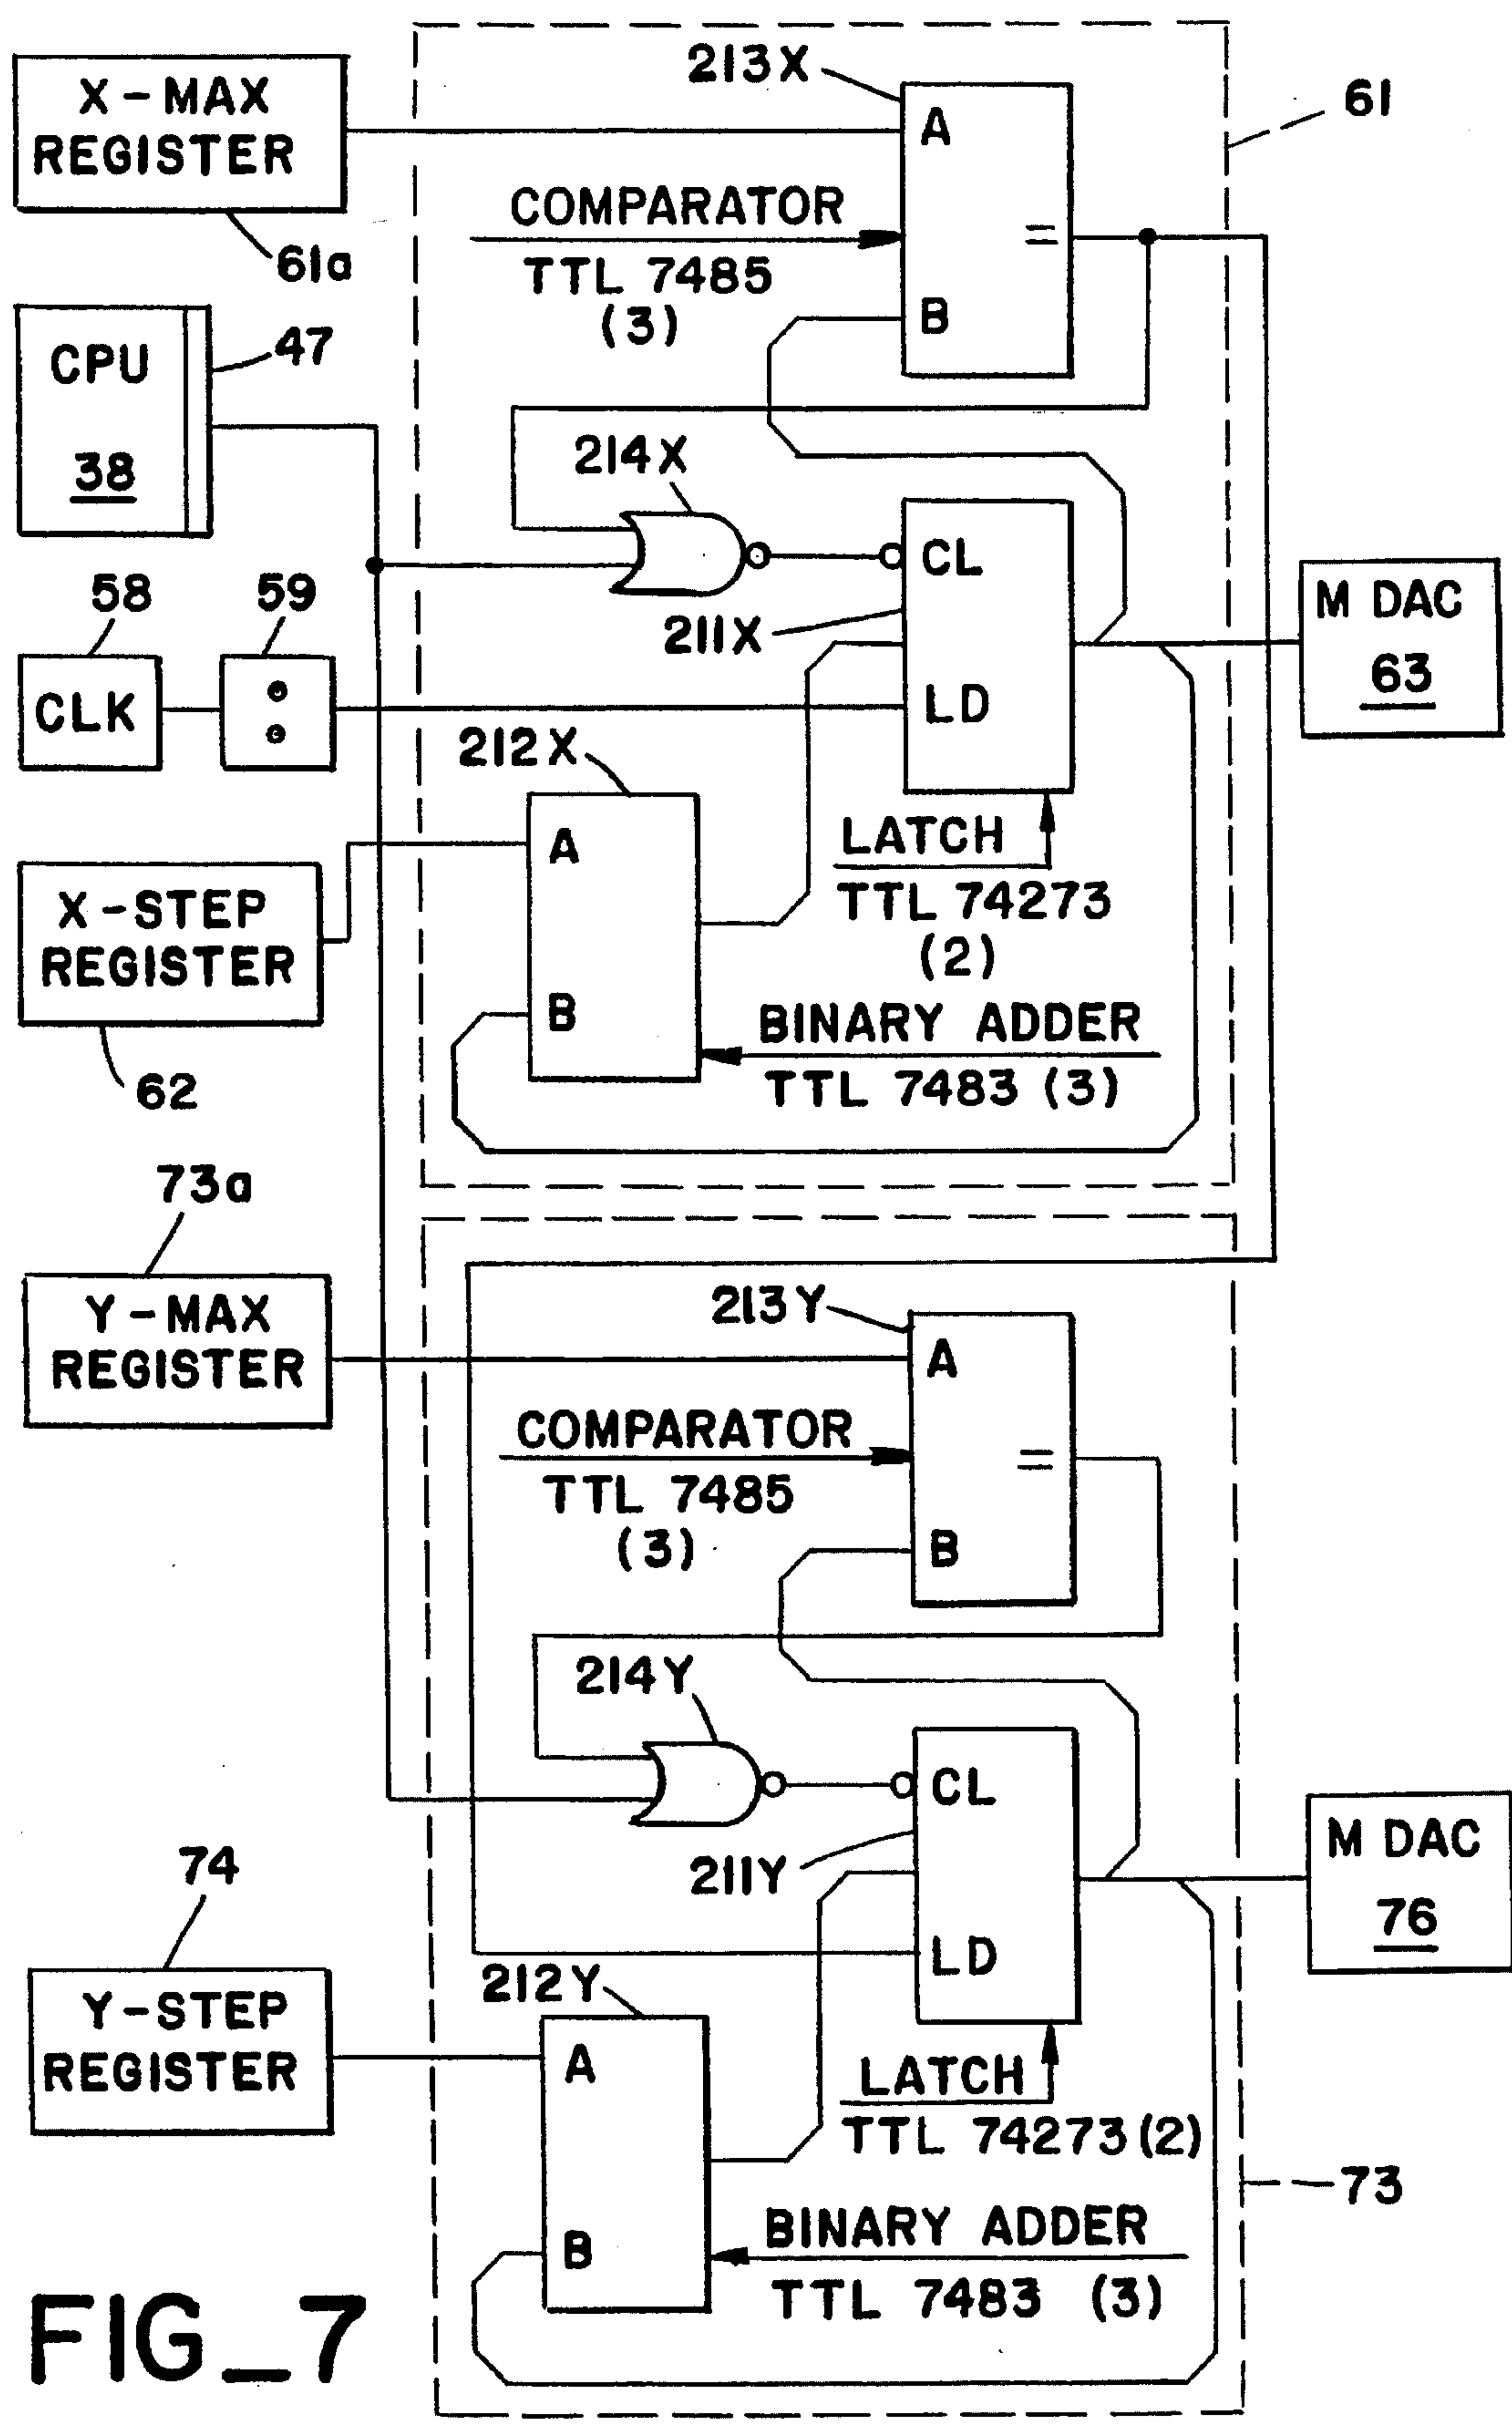 213X
X-MAX
REGISTER
61
A
COMPARATOR
=
61a
TTL 7485
(3)
B
47
CPU
38
214X
CL
58
59
M DAC
63
211X
CLK
LD
212X
LATCH
A
TTL 74273
(2)
X-STEP
REGISTER
B
BINARY ADDER
TTL 7483 (3)
62
73a
Y-MAX
REGISTER
213Y
A
COMPARATOR
=
TTL 7485
(3)
B
214Y
CL
M DAC
76
74
211Y
LD
212Y
Y-STEP
REGISTER
A
LATCH
TTL 74273 (2)
73
B
BINARY ADDER
TTL 7483 (3)
FIG_7